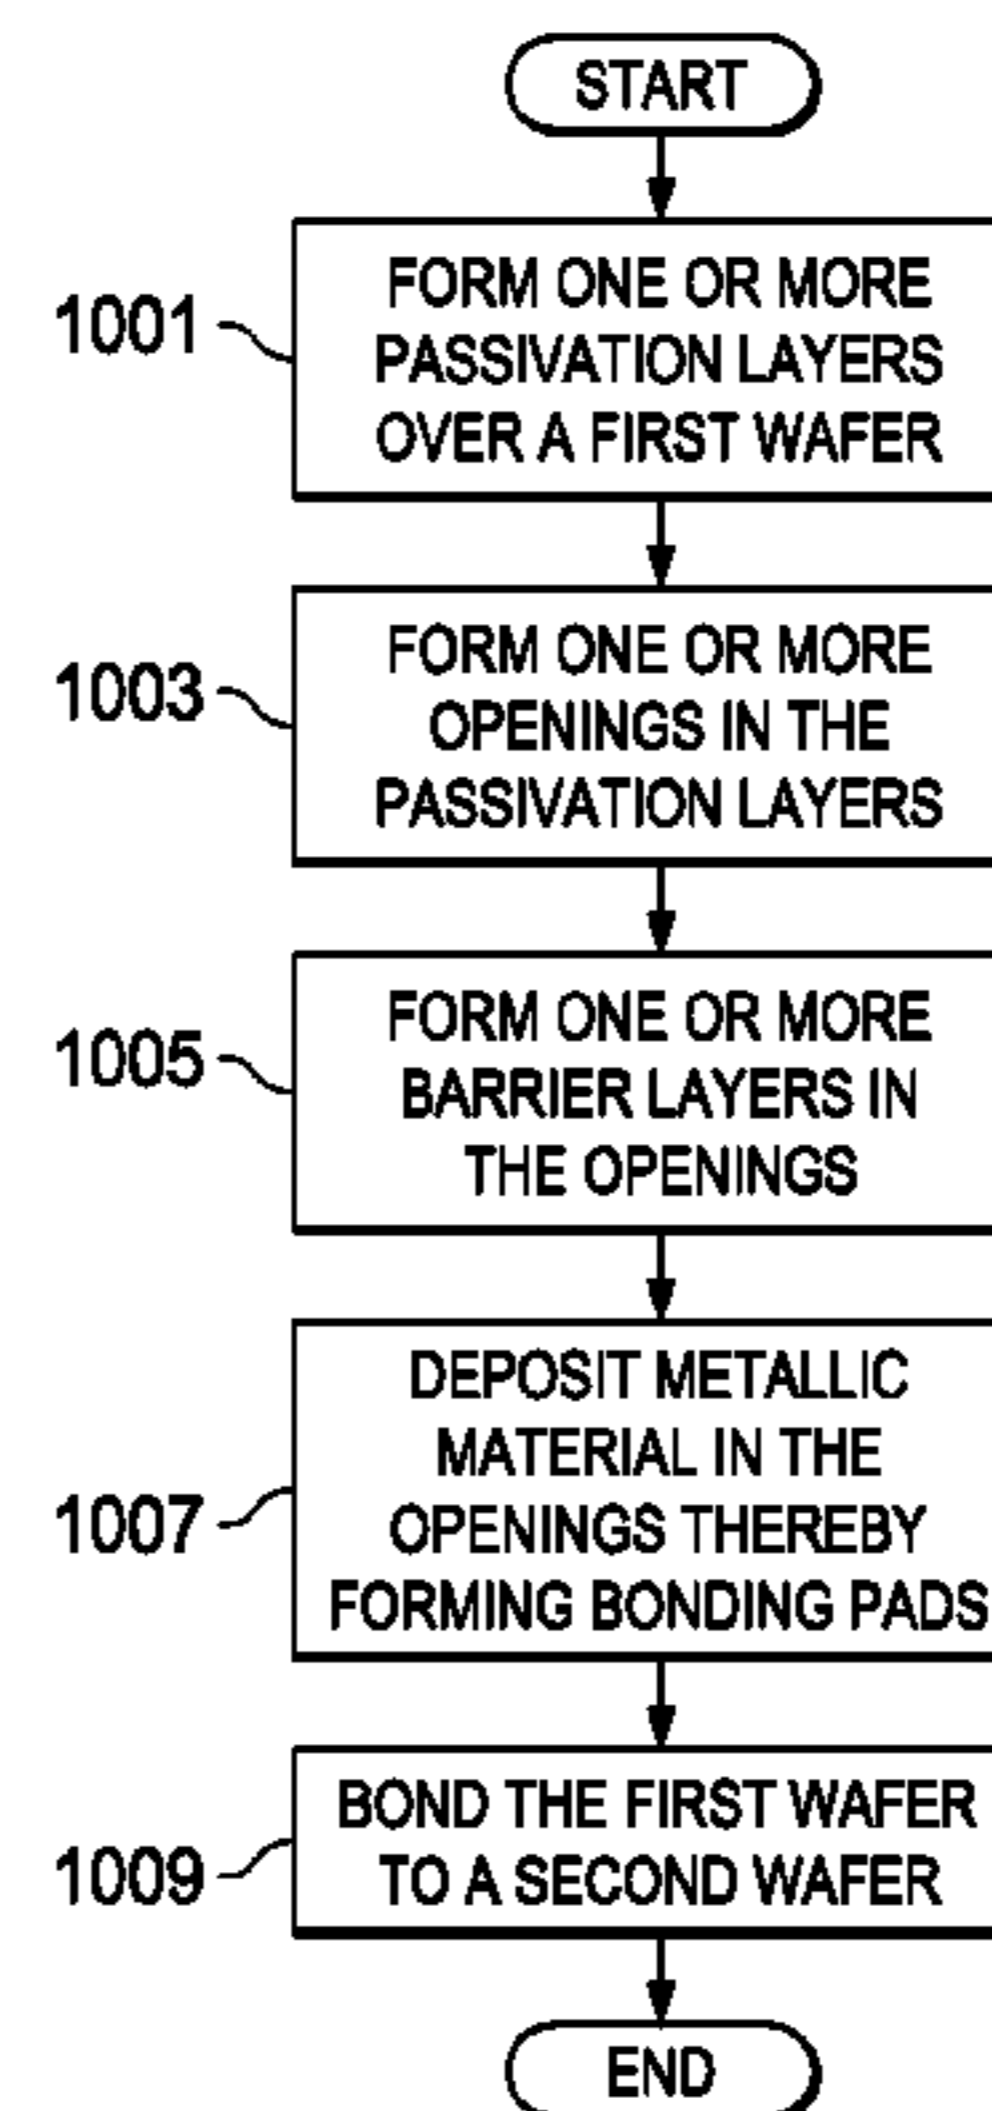 START
1001
FORM ONE OR MORE
PASSIVATION LAYERS
OVER A FIRST WAFER
1003
FORM ONE OR MORE
OPENINGS IN THE
PASSIVATION LAYERS
1005
FORM ONE OR MORE
BARRIER LAYERS IN
THE OPENINGS
1007
DEPOSIT METALLIC
MATERIAL IN THE
OPENINGS THEREBY
FORMING BONDING PADS
1009
BOND THE FIRST WAFER
TO A SECOND WAFER
END